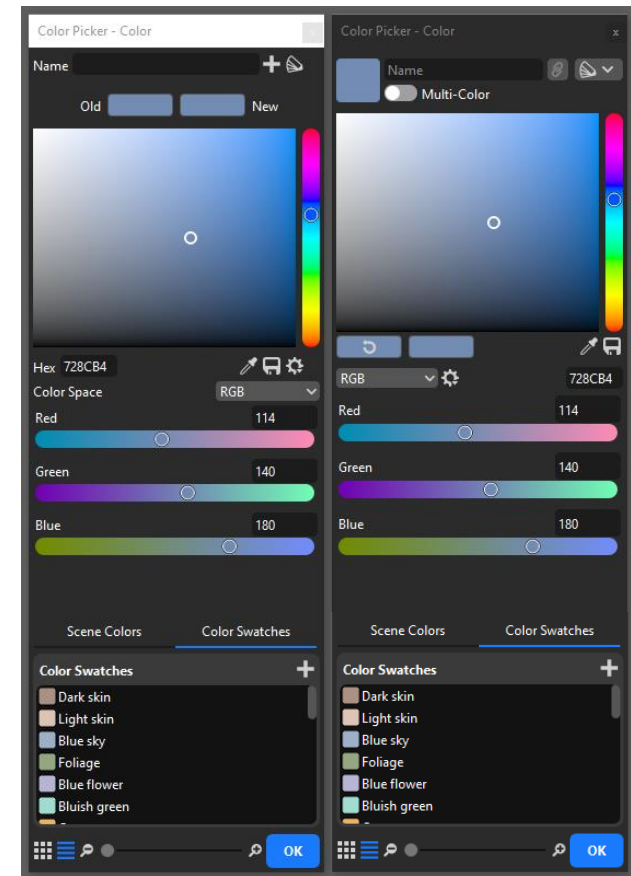 Color Picker - Color
x
Name
Old
New
Hex 728CB4
Color Space RGB
Red 114
Green 140
Blue 180
Scene Colors Color Swatches
Color Swatches
Dark skin
Light skin
Blue sky
Foliage
Blue flower
Bluish green
OK
Color Picker - Color
x
Name
Multi-Color
RGB 728CB4
Red 114
Green 140
Blue 180
Scene Colors Color Swatches
Color Swatches
Dark skin
Light skin
Blue sky
Foliage
Blue flower
Bluish green
OK